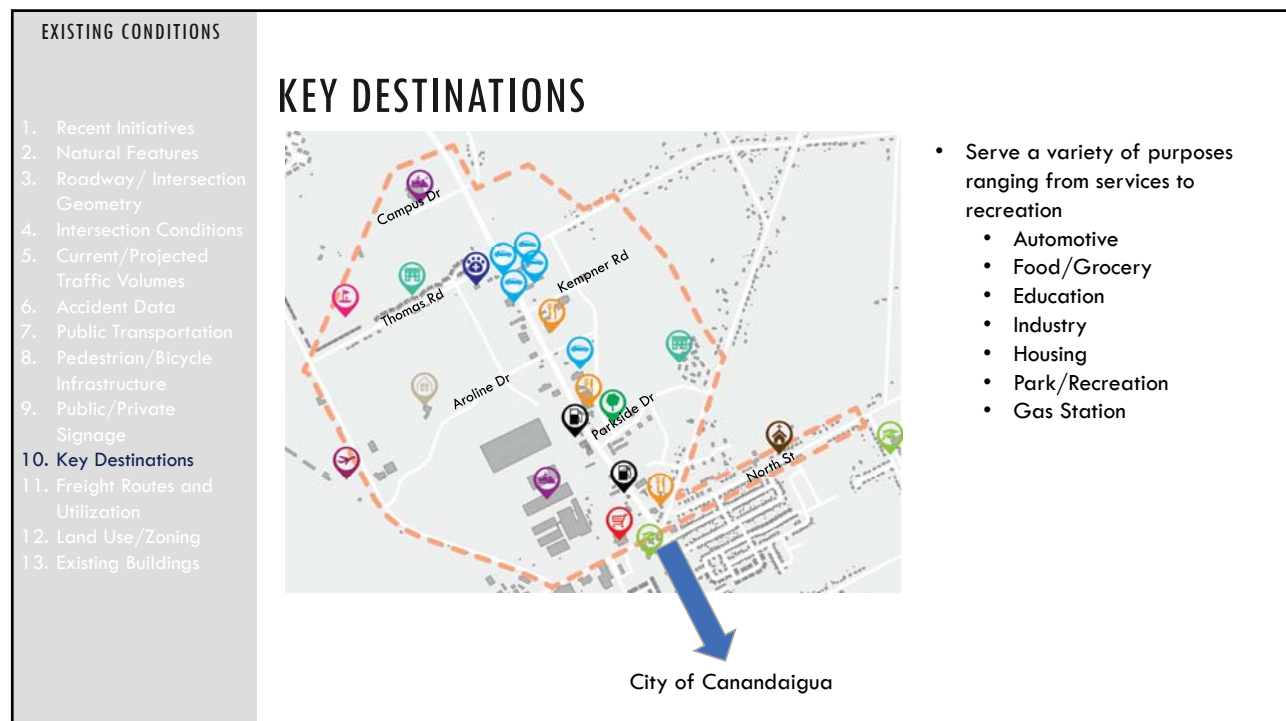 EXISTING CONDITIONS
1. Recent Initiatives
2. Natural Features
3. Roadway/ Intersection
Geometry
4. Intersection Conditions
5. Current/Projected
Traffic Volumes
6. Accident Data
7. Public Transportation
8. Pedestrian/Bicycle
Infrastructure
9. Public/Private
Signage
10. Key Destinations
11. Freight Routes and
Utilization
12. Land Use/Zoning
13. Existing Buildings
KEY DESTINATIONS
Campus Dr
Kempner Rd
Thomas Rd
Aroline Dr
Parkside Dr
North St
City of Canandaigua
• Serve a variety of purposes
ranging from services to
recreation
• Automotive
• Food/Grocery
• Education
• Industry
• Housing
• Park/Recreation
• Gas Station